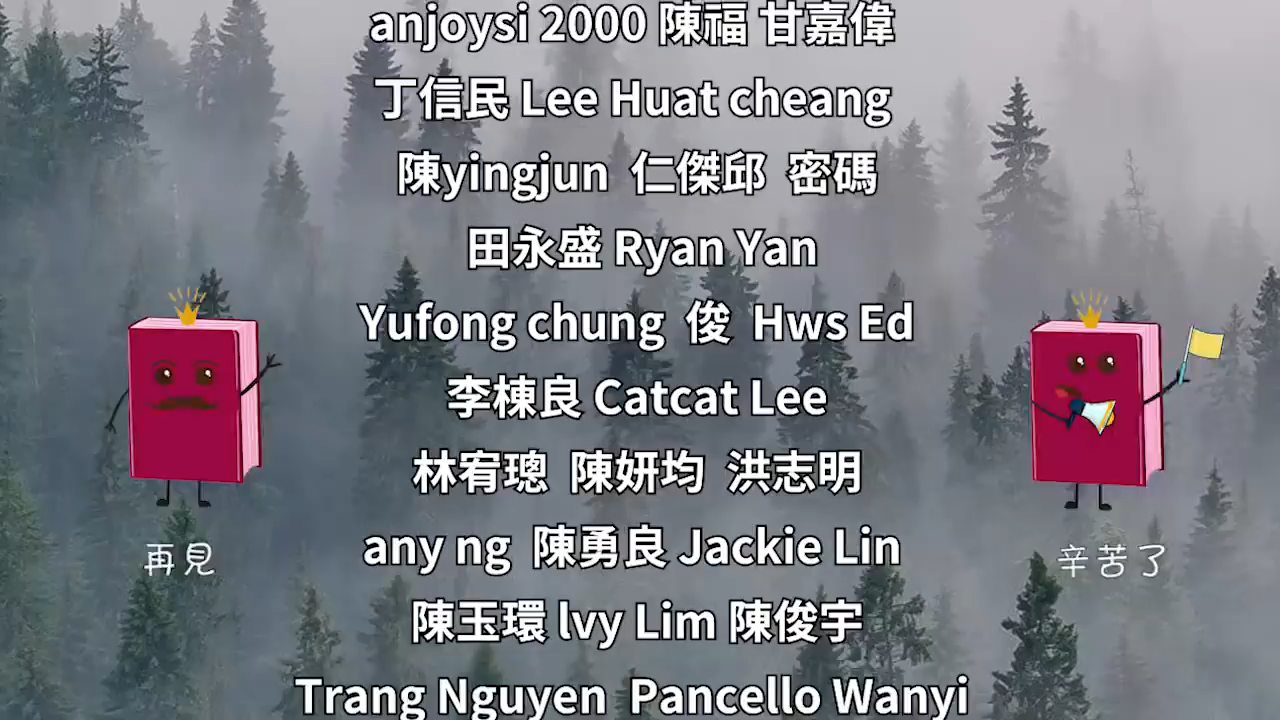 anjoysi 2000 陳福 甘嘉偉
丁信民 Lee Huat cheang
陳yingjun 仁傑邱 密碼
田永盛 Ryan Yan
Yufong chung 俊 Hws Ed
李棟良 Catcat Lee
林宥璁 陳妍均 洪志明
any ng 陳勇良 Jackie Lin
陳玉環 lvy Lim 陳俊宇
Trang Nguyen Pancello Wanyi
再見
辛苦了